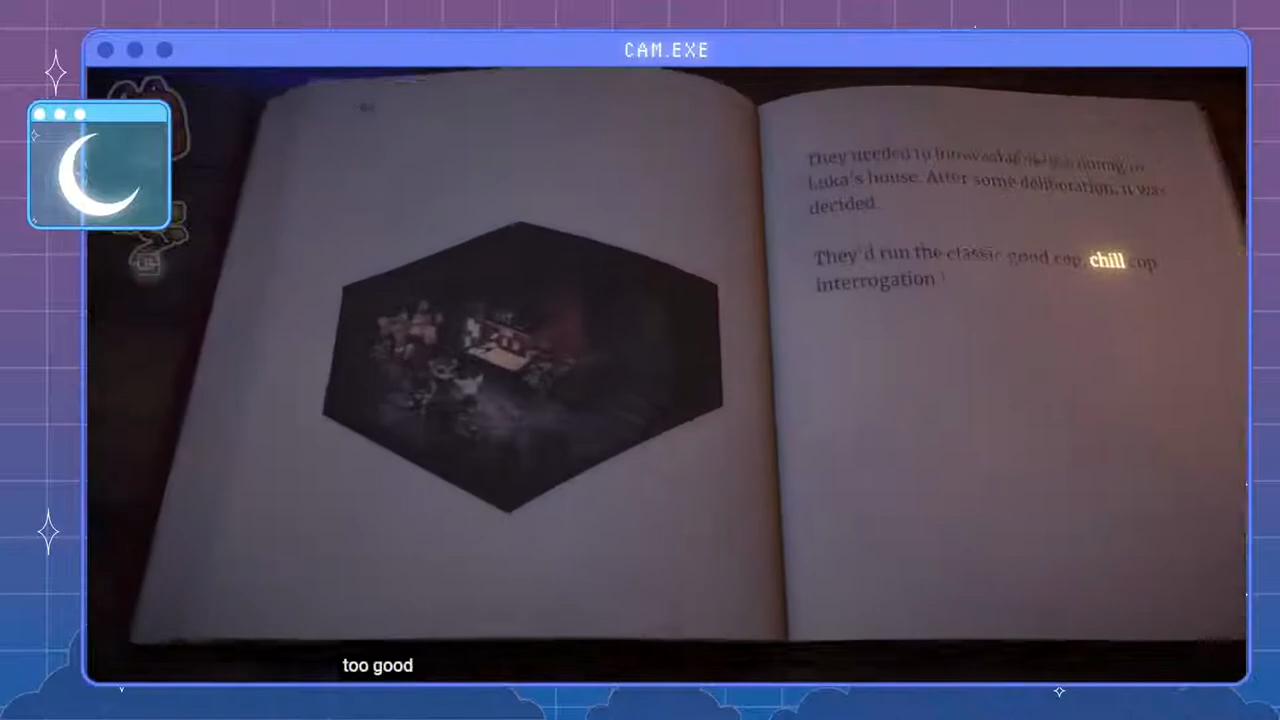 CAM.EXE
They needed to know
Luka's house. After some deliberation, it was
decided.
They'd run the classic good cop, chill cop
interrogation
too good